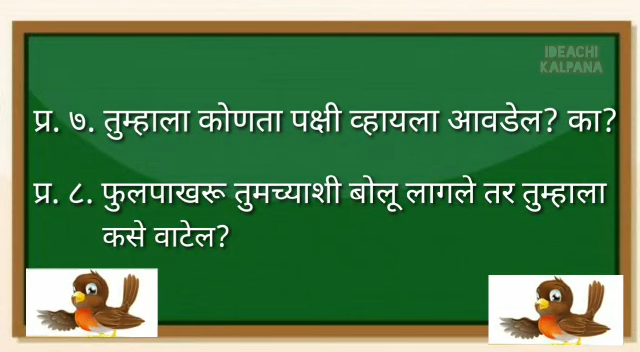 IDEACHI
KALPANA
प्र. ७. तुम्हाला कोणता पक्षी व्हायला आवडेल? का?
प्र. ८. फुलपाखरू तुमच्याशी बोलू लागले तर तुम्हाला
कसे वाटेल?